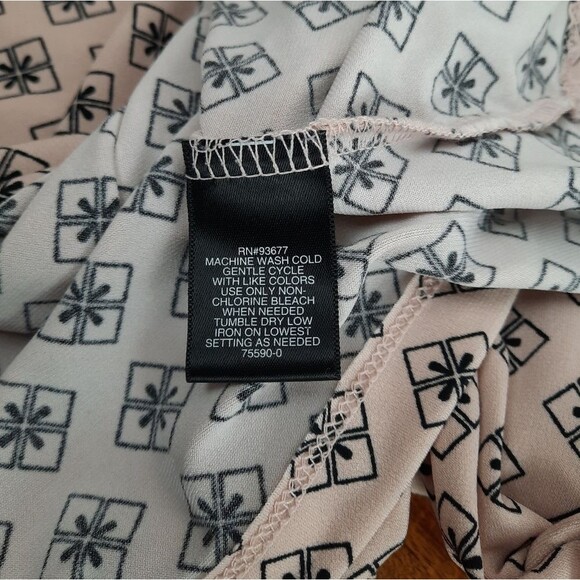 RN#93677
MACHINE WASH COLD
GENTLE CYCLE
WITH LIKE COLORS
USE ONLY NON-
CHLORINE BLEACH
WHEN NEEDED
TUMBLE DRY LOW
IRON ON LOWEST
SETTING AS NEEDED
75590-0